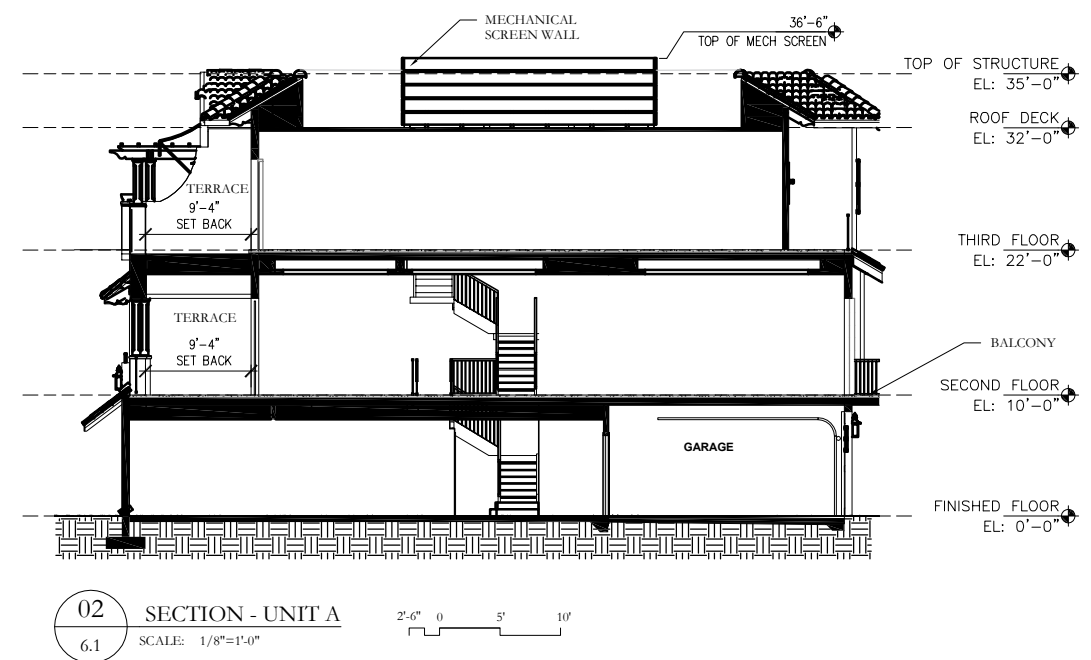 MECHANICAL
SCREEN WALL
36'-6"
TOP OF MECH SCREEN
TOP OF STRUCTURE
EL: 35'-0"
ROOF DECK
EL: 32'-0"
TERRACE
9'-4"
SET BACK
THIRD FLOOR
EL: 22'-0"
TERRACE
9'-4"
SET BACK
BALCONY
SECOND FLOOR
EL: 10'-0"
GARAGE
FINISHED FLOOR
EL: 0'-0"
02
6.1
SECTION - UNIT A
SCALE: 1/8"=1'-0"
2'-6" 0 5' 10'